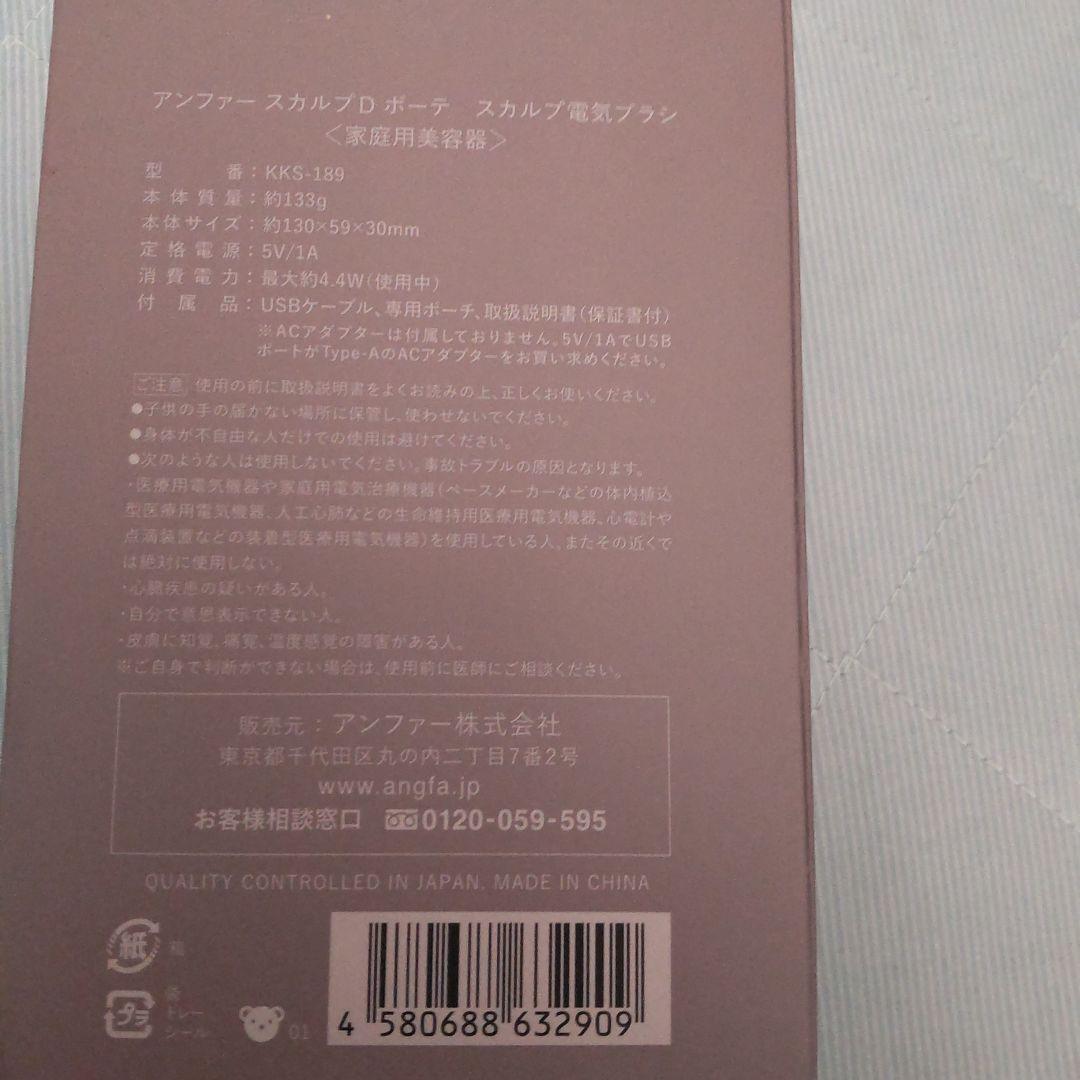 アンファー スカルプD ボーテ　スカルプ電気ブラシ
＜家庭用美容器＞
型　　　番：KKS-189
本体質量：約133g
本体サイズ：約130×59×30mm
定格電源：5V/1A
消費電力：最大約4.4W（使用中）
付　属　品：USBケーブル、専用ポーチ、取扱説明書（保証書付）
※ACアダプターは付属しておりません。5V/1AでUSB
ポートがType-AのACアダプターをお買い求めください。
ご注意 使用の前に取扱説明書をよくお読みの上、正しくお使いください。
●子供の手の届かない場所に保管し、使わせないでください。
●身体が不自由な人だけでの使用は避けてください。
●次のような人は使用しないでください。事故トラブルの原因となります。
・医療用電気機器や家庭用電気治療機器（ペースメーカーなどの体内植込
型医療用電気機器、人工心肺などの生命維持用医療用電気機器、心電計や
点滴装置などの装着型医療用電気機器）を使用している人、またその近くで
は絶対に使用しない。
・心臓疾患の疑いがある人。
・自分で意思表示できない人。
・皮膚に知覚、痛覚、温度感覚の障害がある人。
※ご自身で判断ができない場合は、使用前に医師にご相談ください。
販売元：アンファー株式会社
東京都千代田区丸の内二丁目7番2号
www.angfa.jp
お客様相談窓口 0120-059-595
QUALITY CONTROLLED IN JAPAN. MADE IN CHINA
紙 箱
プラ 袋
トレー
シール
01
4 580688 632909